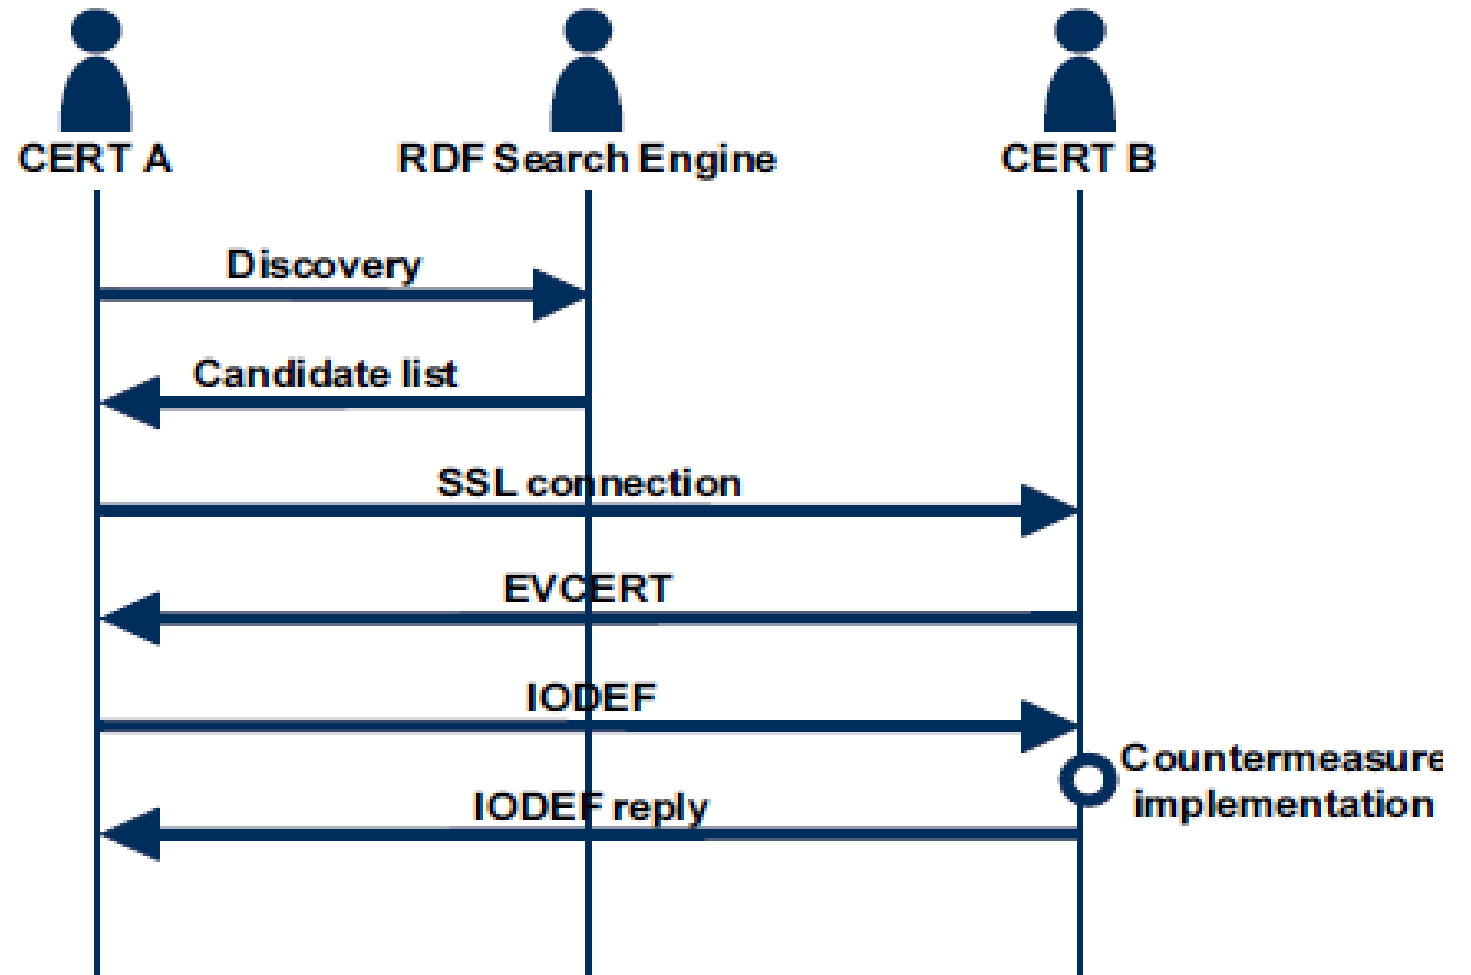 CERT A
RDF Search Engine
CERT B
Discovery
Candidate list
SSL connection
EVCERT
IODEF
Countermeasure
implementation
IODEF reply